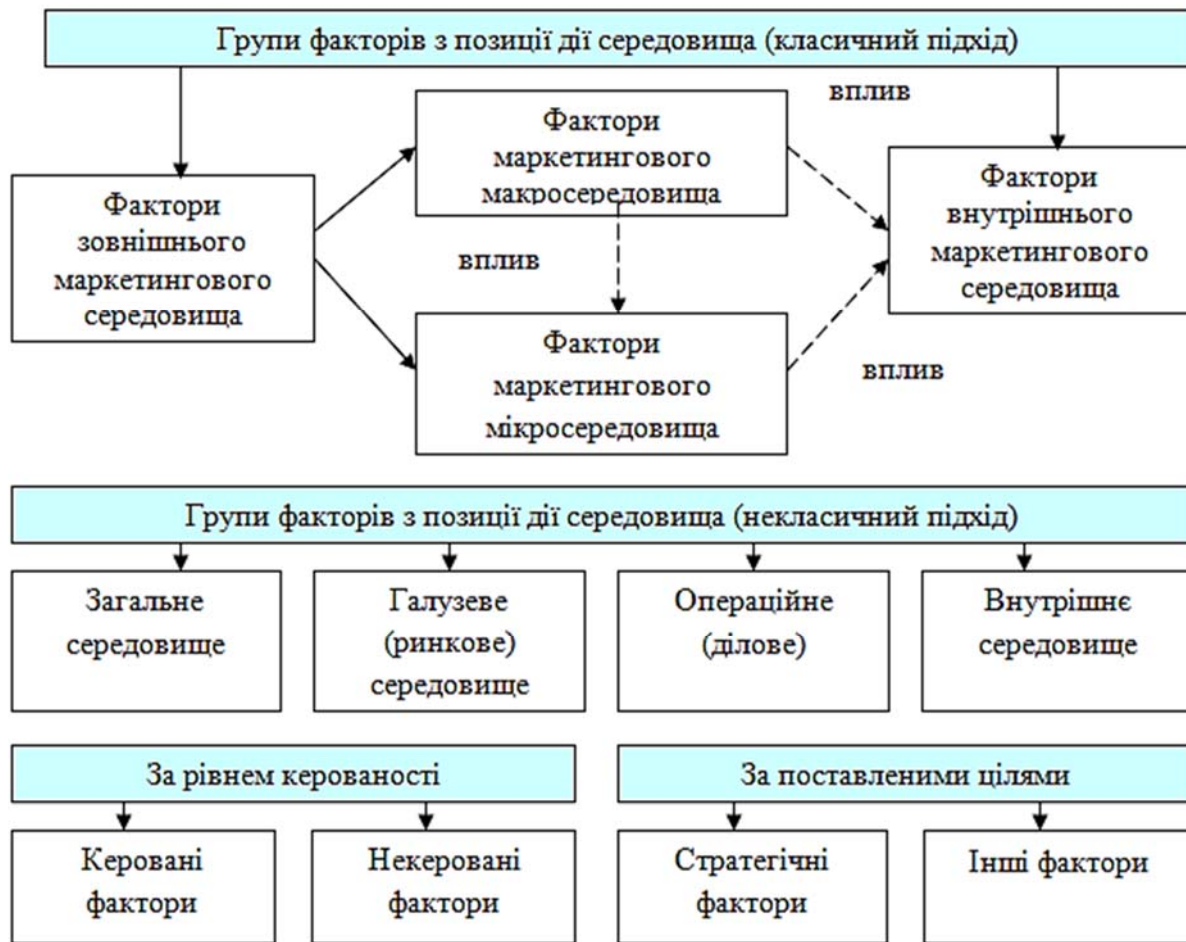 Групи факторів з позиції дії середовища (класичний підхід)
вплив
Фактори
маркетингового
макросередовища
Фактори
зовнішнього
маркетингового
середовища
вплив
Фактори
внутрішнього
маркетингового
середовища
Фактори
маркетингового
мікросередовища
вплив
Групи факторів з позиції дії середовища (некласичний підхід)
Загальне
середовище
Галузеве
(ринкове)
середовище
Операційне
(ділове)
Внутрішнє
середовище
За рівнем керованості
За поставленими цілями
Керовані
фактори
Некеровані
фактори
Стратегічні
фактори
Інші фактори